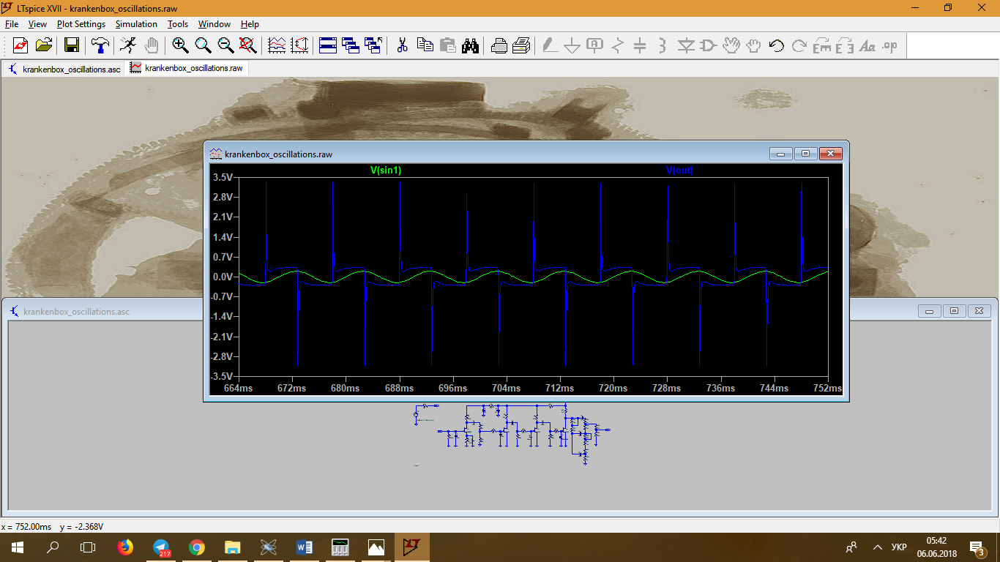 LTspice XVII - krankenbox_oscillations.raw
File View Plot Settings Simulation Tools Window Help
krankenbox_oscillations.asc krankenbox_oscillations.raw
krankenbox_oscillations.raw
V(sin1) V(out)
3.5V
2.8V
2.1V
1.4V
0.7V
0.0V
-0.7V
-1.4V
-2.1V
-2.8V
-3.5V
664ms 672ms 680ms 688ms 696ms 704ms 712ms 720ms 728ms 736ms 744ms 752ms
krankenbox_oscillations.asc
x = 752.00ms y = -2.368V
217
УКР
05:42
06.06.2018
3